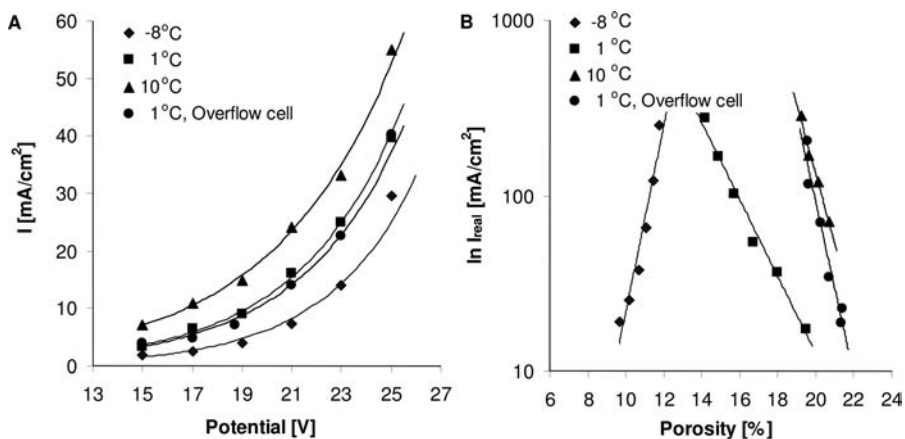 A
60
50
40
30
20
10
0
I [mA/cm²]
-8°C
1°C
10°C
1°C, Overflow cell
13 15 17 19 21 23 25 27
Potential [V]
B
1000
100
10
ln I_real [mA/cm²]
-8 °C
1 °C
10 °C
1 °C, Overflow cell
8 10 12 14 16 18 20 22 24
Porosity [%]